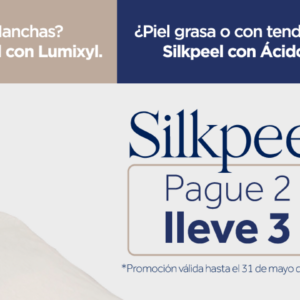 Manchas?
con Lumixyl.
¿Piel grasa o con tend
Silkpeel con Ácido
Silkpee
Pague 2
lleve 3
*Promoción válida hasta el 31 de mayo